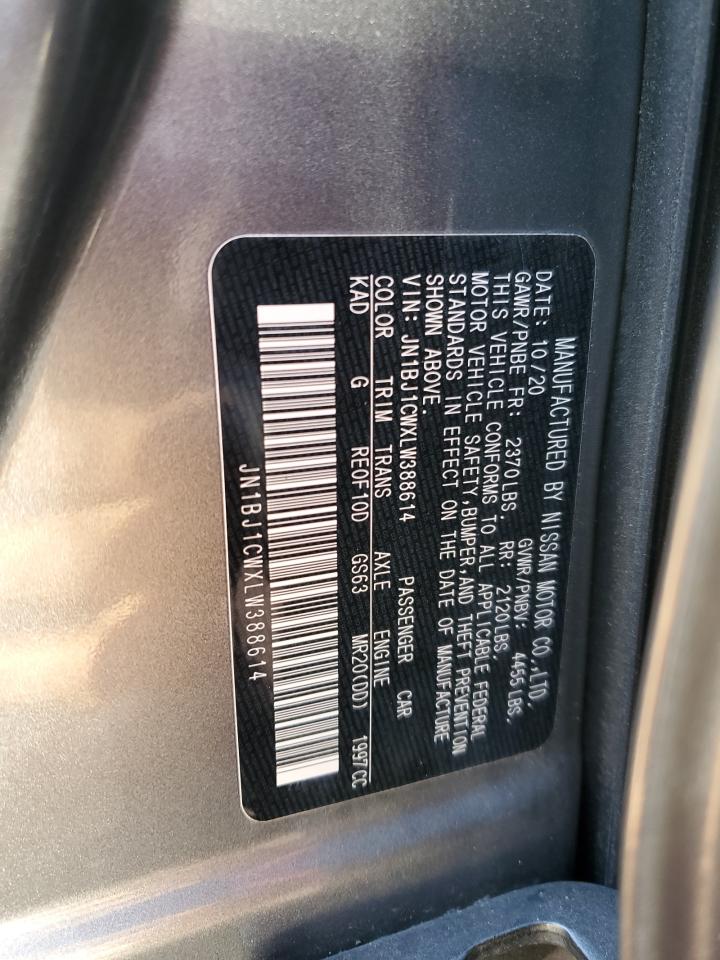 MANUFACTURED BY NISSAN MOTOR CO.,LTD.
DATE: 10/20 GVWR/PNBV: 4455LBS,
GAWR/PNBE FR: 2370LBS. RR: 2120LBS.
THIS VEHICLE CONFORMS TO ALL APPLICABLE FEDERAL
MOTOR VEHICLE SAFETY,BUMPER,AND THEFT PREVENTION
STANDARDS IN EFFECT ON THE DATE OF MANUFACTURE
SHOWN ABOVE.
VIN: JN1BJ1CWXLW388614 PASSENGER CAR
COLOR TRIM TRANS AXLE ENGINE
KAD G RE0F10D GS63 MR20(DD) 1997CC
JN1BJ1CWXLW388614